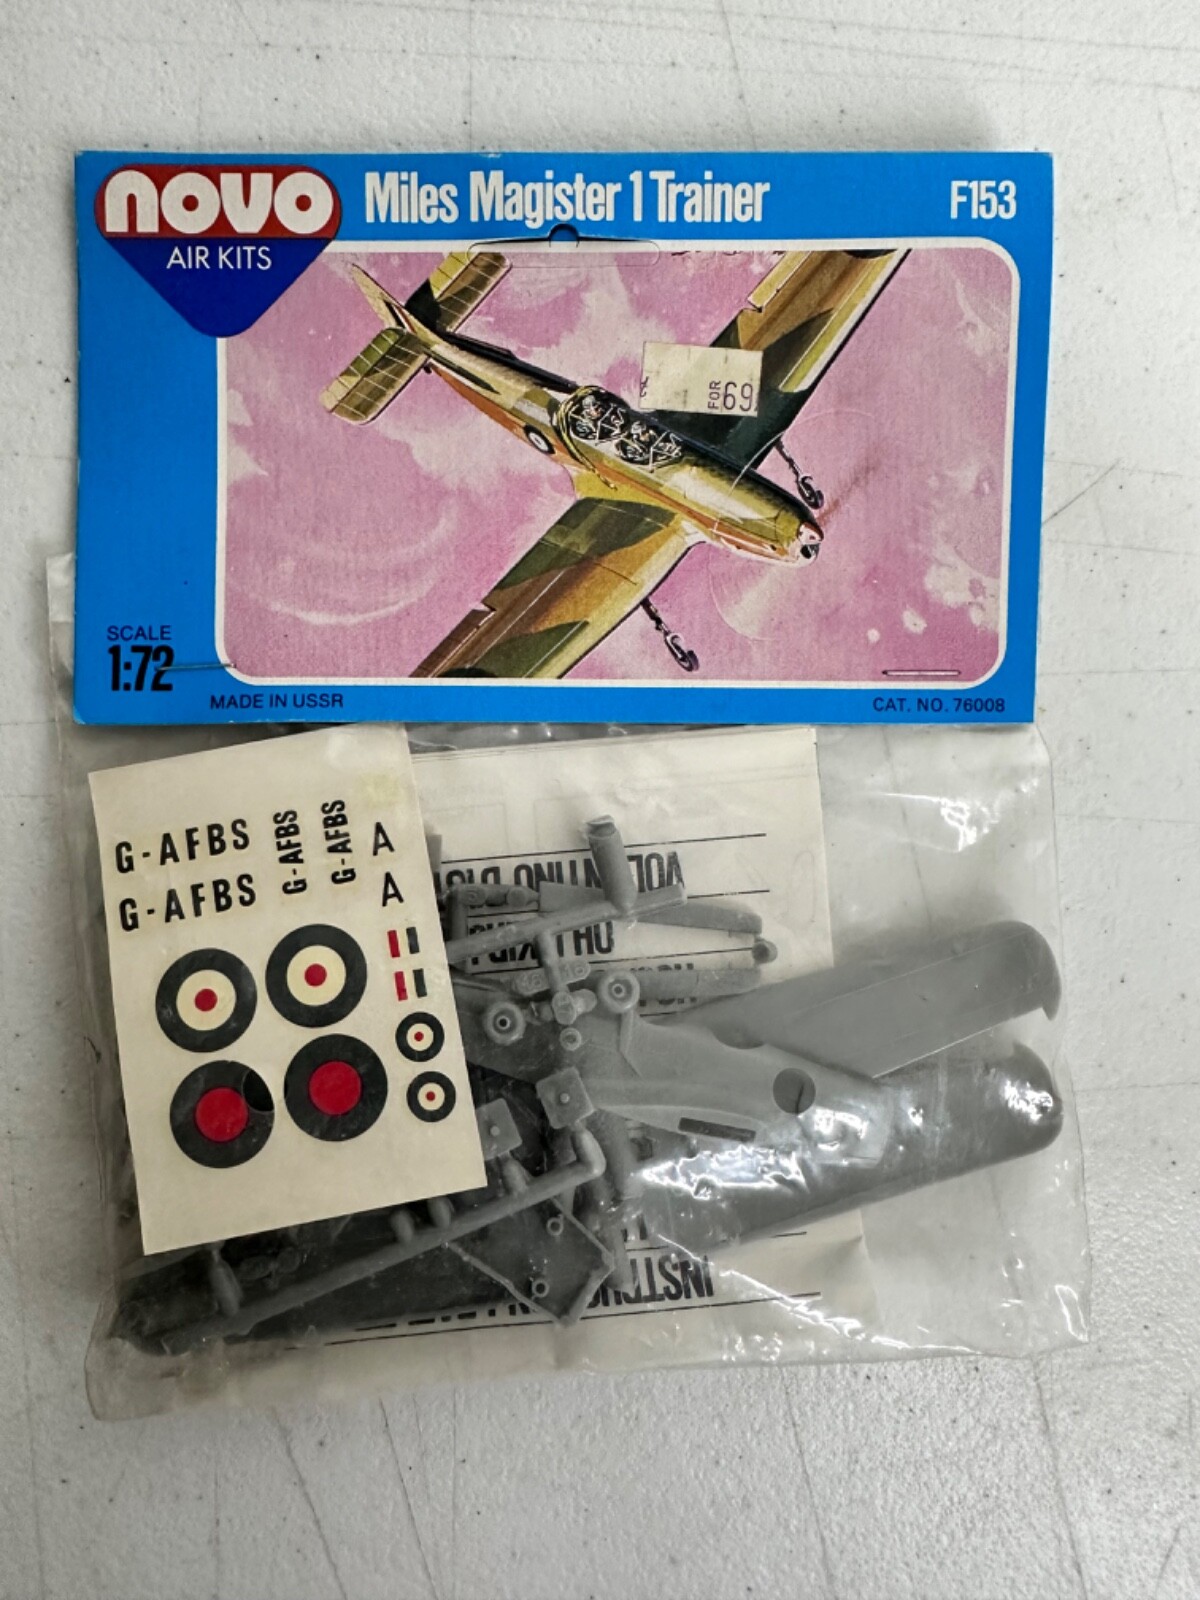 novo
AIR KITS
Miles Magister 1 Trainer
F153
FOR 69
SCALE
1:72
MADE IN USSR
CAT. NO. 76008
G-AFBS
G-AFBS
G-AFBS
G-AFBS
A
A